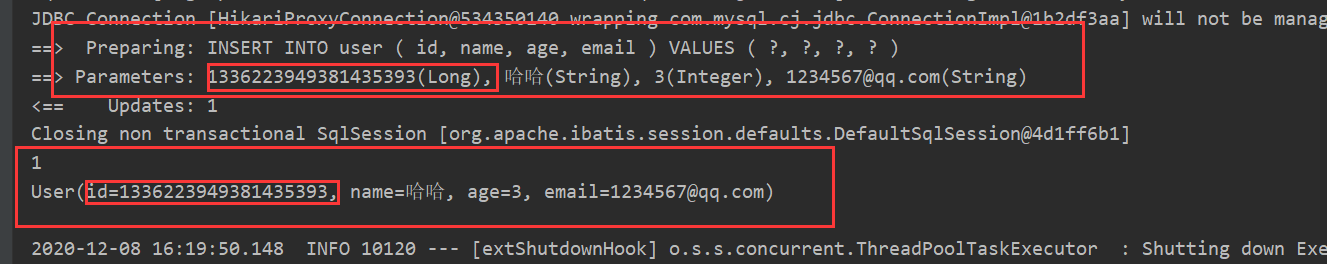 JDBC Connection [HikariProxyConnection@534350140 wrapping com.mysql.cj.jdbc.ConnectionImpl@1b2df3aa] will not be mana
==>  Preparing: INSERT INTO user ( id, name, age, email ) VALUES ( ?, ?, ?, ? )
==> Parameters: 1336223949381435393(Long), 哈哈(String), 3(Integer), 1234567@qq.com(String)
<==    Updates: 1
Closing non transactional SqlSession [org.apache.ibatis.session.defaults.DefaultSqlSession@4d1ff6b1]
1
User(id=1336223949381435393, name=哈哈, age=3, email=1234567@qq.com)
2020-12-08 16:19:50.148  INFO 10120 --- [extShutdownHook] o.s.s.concurrent.ThreadPoolTaskExecutor  : Shutting down Exe